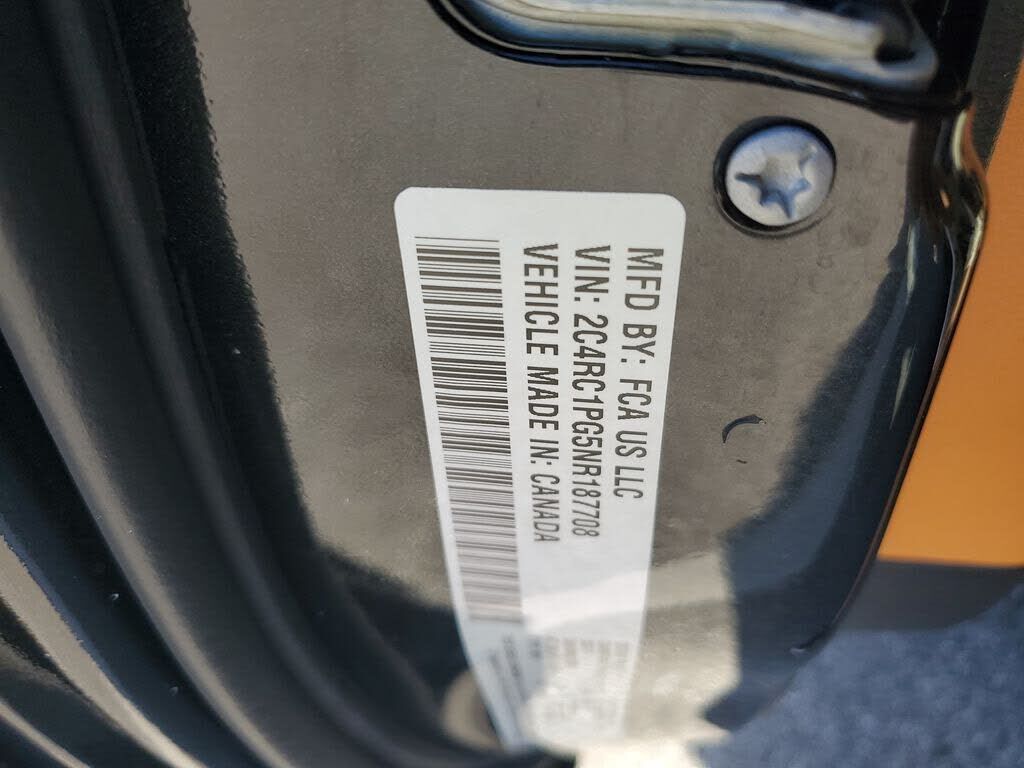 MFD BY: FCA US LLC
VIN: 2C4RC1PG5NR187708
VEHICLE MADE IN: CANADA